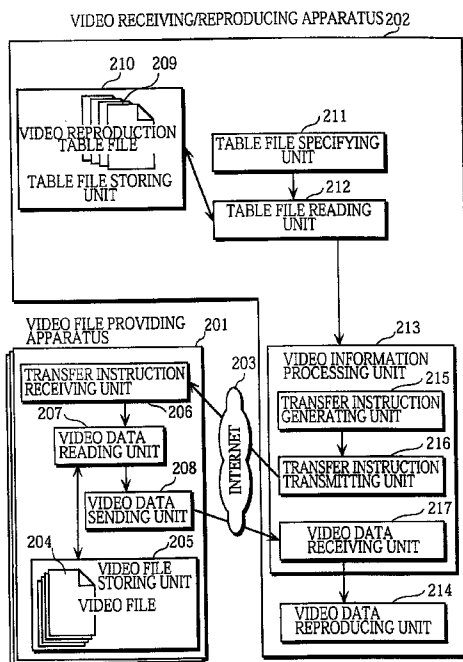 VIDEO RECEIVING/REPRODUCING APPARATUS 202
210
209
VIDEO REPRODUCTION
TABLE FILE
TABLE FILE STORING
UNIT
211
TABLE FILE SPECIFYING
UNIT
212
TABLE FILE READING
UNIT
VIDEO FILE PROVIDING
APPARATUS
201
TRANSFER INSTRUCTION
RECEIVING UNIT
206
207
VIDEO DATA
READING UNIT
208
VIDEO DATA
SENDING UNIT
204
205
VIDEO FILE
STORING UNIT
VIDEO FILE
203
INTERNET
213
VIDEO INFORMATION
PROCESSING UNIT
215
TRANSFER INSTRUCTION
GENERATING UNIT
216
TRANSFER INSTRUCTION
TRANSMITTING UNIT
217
VIDEO DATA
RECEIVING UNIT
214
VIDEO DATA
REPRODUCING UNIT